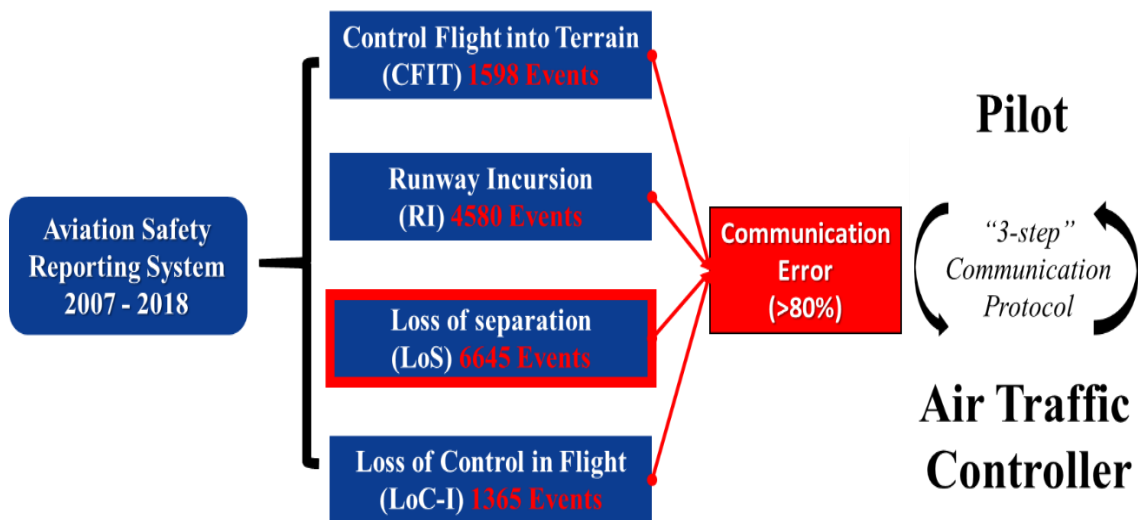 Aviation Safety
Reporting System
2007 - 2018
Control Flight into Terrain
(CFIT) 1598 Events
Runway Incursion
(RI) 4580 Events
Loss of separation
(LoS) 6645 Events
Loss of Control in Flight
(LoC-I) 1365 Events
Communication
Error
(>80%)
Pilot
“3-step”
Communication
Protocol
Air Traffic
Controller